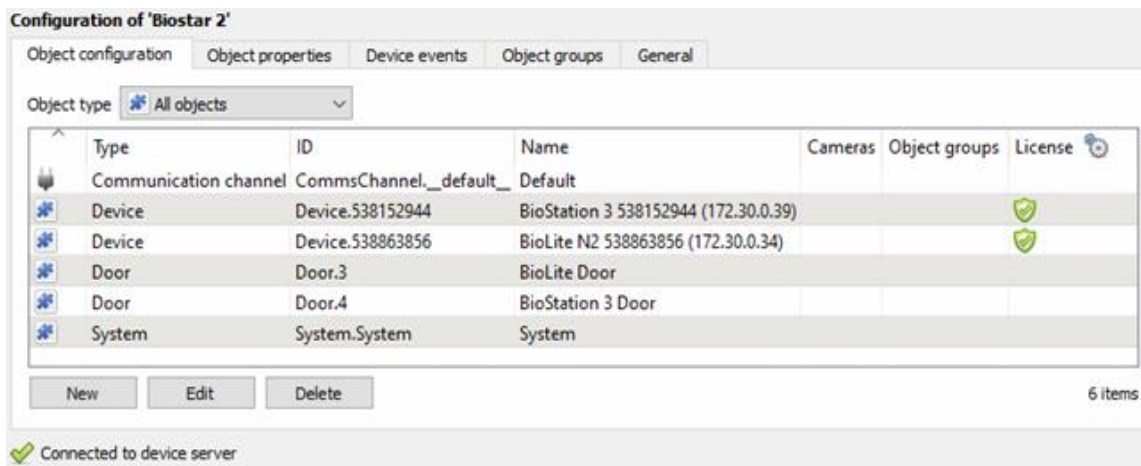 Configuration of 'Biostar 2'
Object configuration Object properties Device events Object groups General
Object type All objects
Type ID Name Cameras Object groups License
Communication channel CommsChannel.__default__ Default
Device Device.538152944 BioStation 3 538152944 (172.30.0.39)
Device Device.538863856 BioLite N2 538863856 (172.30.0.34)
Door Door.3 BioLite Door
Door Door.4 BioStation 3 Door
System System.System System
New Edit Delete 6 items
Connected to device server